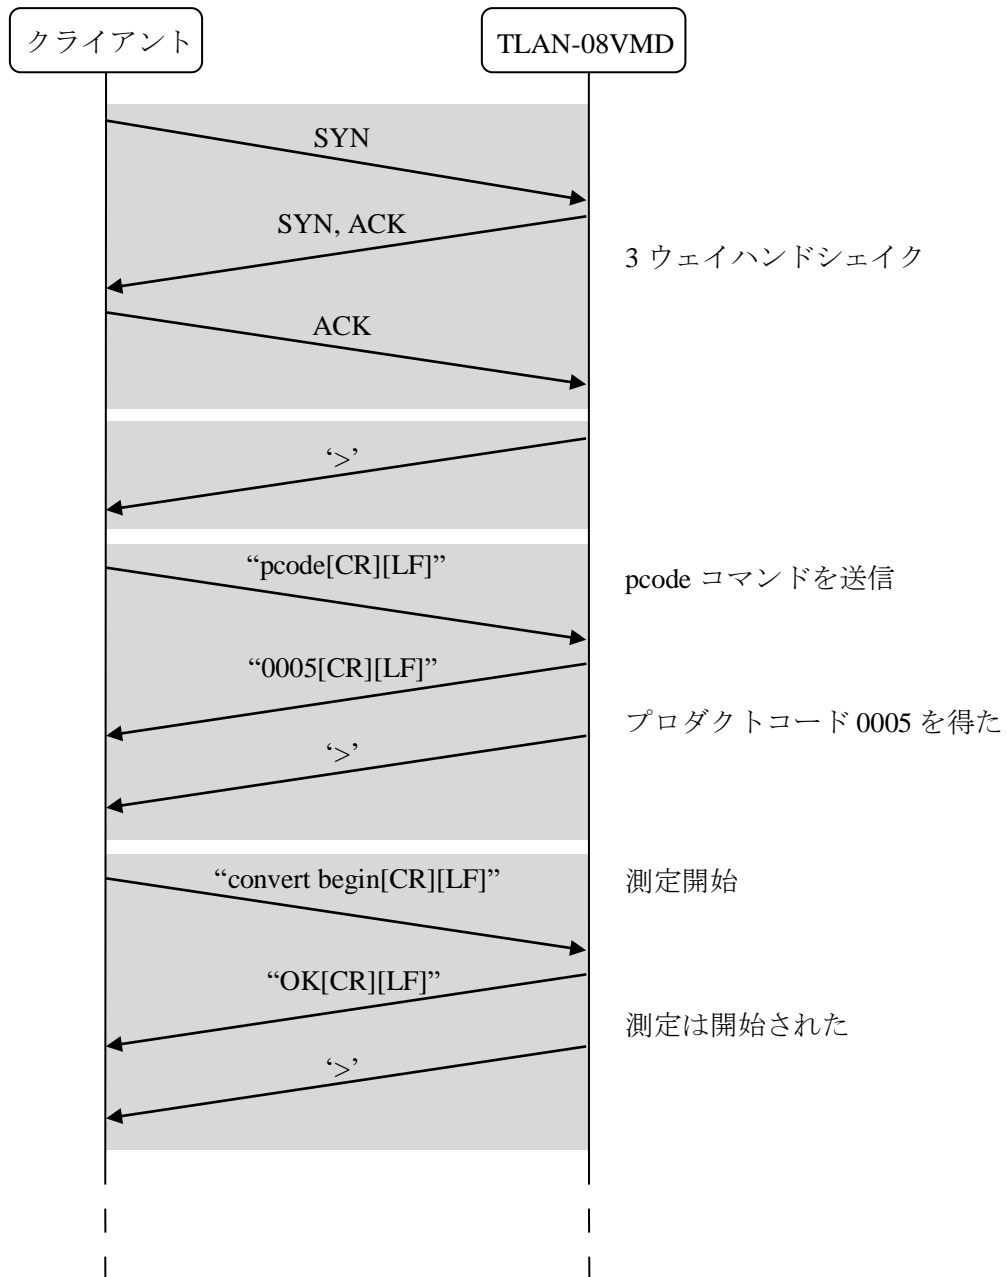 クライアント
TLAN-08VMD
SYN
SYN, ACK
3 ウェイハンドシェイク
ACK
‘>’
“pcode[CR][LF]”
pcode コマンドを送信
“0005[CR][LF]”
プロダクトコード 0005 を得た
‘>’
“convert begin[CR][LF]”
測定開始
“OK[CR][LF]”
測定は開始された
‘>’